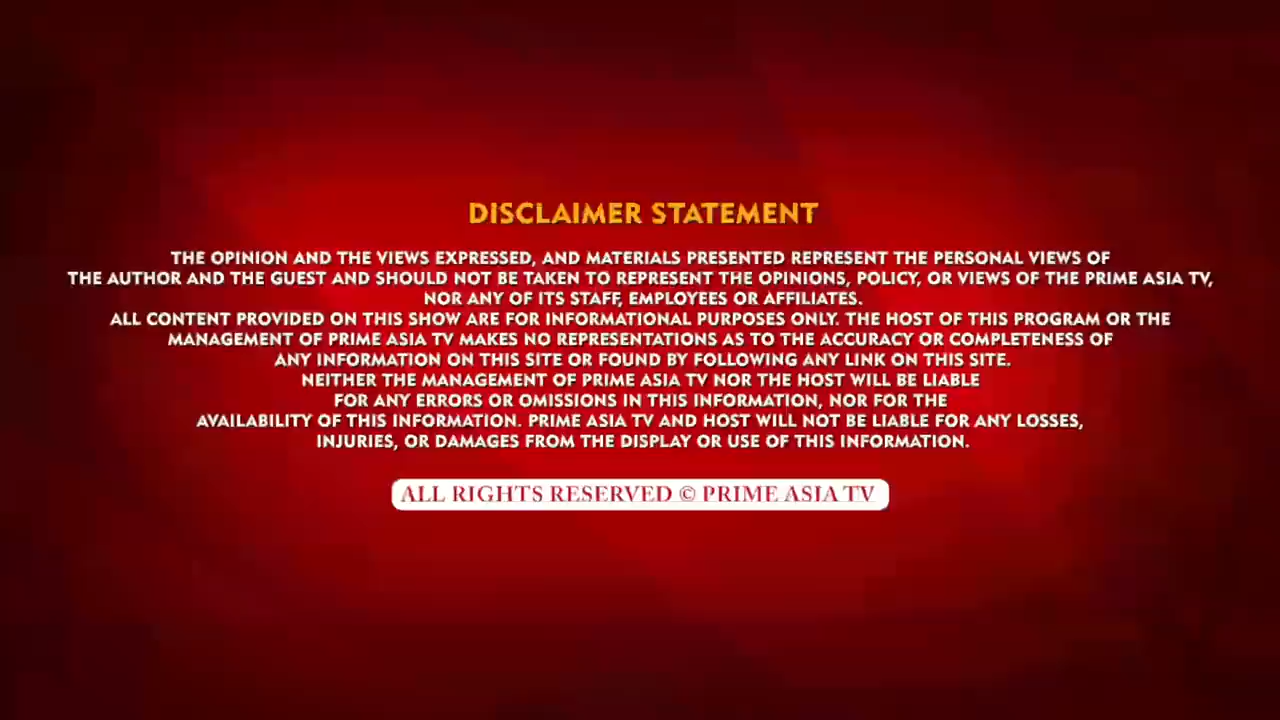 DISCLAIMER STATEMENT
THE OPINION AND THE VIEWS EXPRESSED, AND MATERIALS PRESENTED REPRESENT THE PERSONAL VIEWS OF
THE AUTHOR AND THE GUEST AND SHOULD NOT BE TAKEN TO REPRESENT THE OPINIONS, POLICY, OR VIEWS OF THE PRIME ASIA TV,
NOR ANY OF ITS STAFF, EMPLOYEES OR AFFILIATES.
ALL CONTENT PROVIDED ON THIS SHOW ARE FOR INFORMATIONAL PURPOSES ONLY. THE HOST OF THIS PROGRAM OR THE
MANAGEMENT OF PRIME ASIA TV MAKES NO REPRESENTATIONS AS TO THE ACCURACY OR COMPLETENESS OF
ANY INFORMATION ON THIS SITE OR FOUND BY FOLLOWING ANY LINK ON THIS SITE.
NEITHER THE MANAGEMENT OF PRIME ASIA TV NOR THE HOST WILL BE LIABLE
FOR ANY ERRORS OR OMISSIONS IN THIS INFORMATION, NOR FOR THE
AVAILABILITY OF THIS INFORMATION. PRIME ASIA TV AND HOST WILL NOT BE LIABLE FOR ANY LOSSES,
INJURIES, OR DAMAGES FROM THE DISPLAY OR USE OF THIS INFORMATION.
ALL RIGHTS RESERVED © PRIME ASIA TV